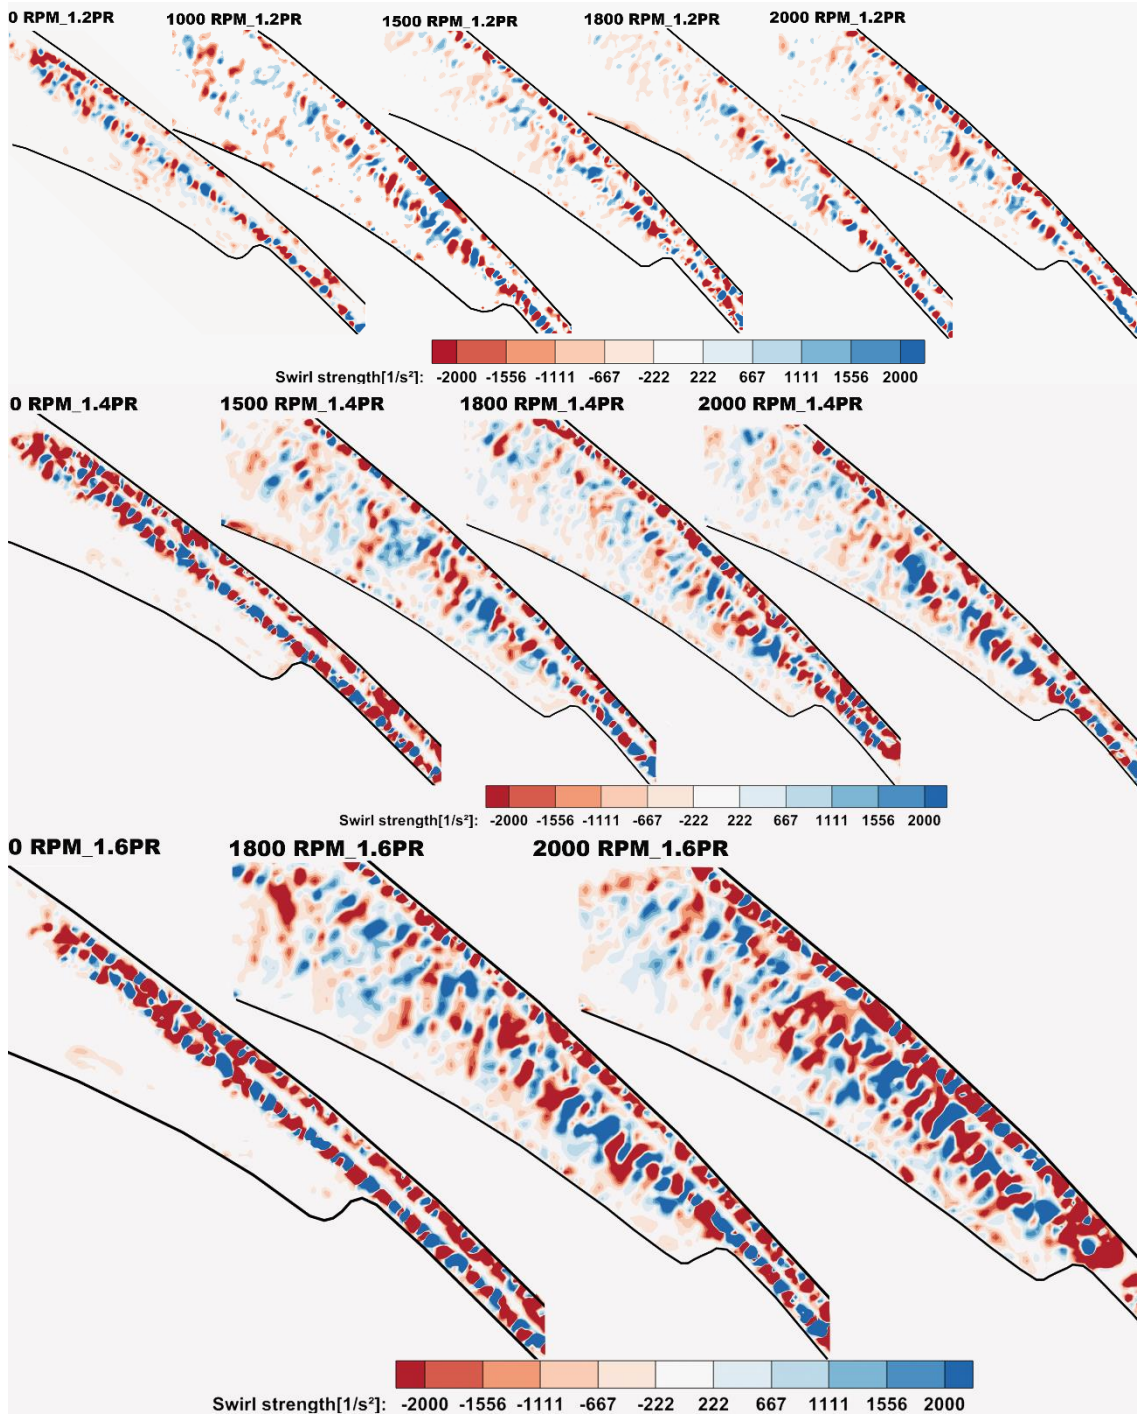 0 RPM_1.2PR
1000 RPM_1.2PR
1500 RPM_1.2PR
1800 RPM_1.2PR
2000 RPM_1.2PR
Swirl strength[1/s²]: -2000 -1556 -1111 -667 -222 222 667 1111 1556 2000
0 RPM_1.4PR
1500 RPM_1.4PR
1800 RPM_1.4PR
2000 RPM_1.4PR
Swirl strength[1/s²]: -2000 -1556 -1111 -667 -222 222 667 1111 1556 2000
0 RPM_1.6PR
1800 RPM_1.6PR
2000 RPM_1.6PR
Swirl strength[1/s²]: -2000 -1556 -1111 -667 -222 222 667 1111 1556 2000